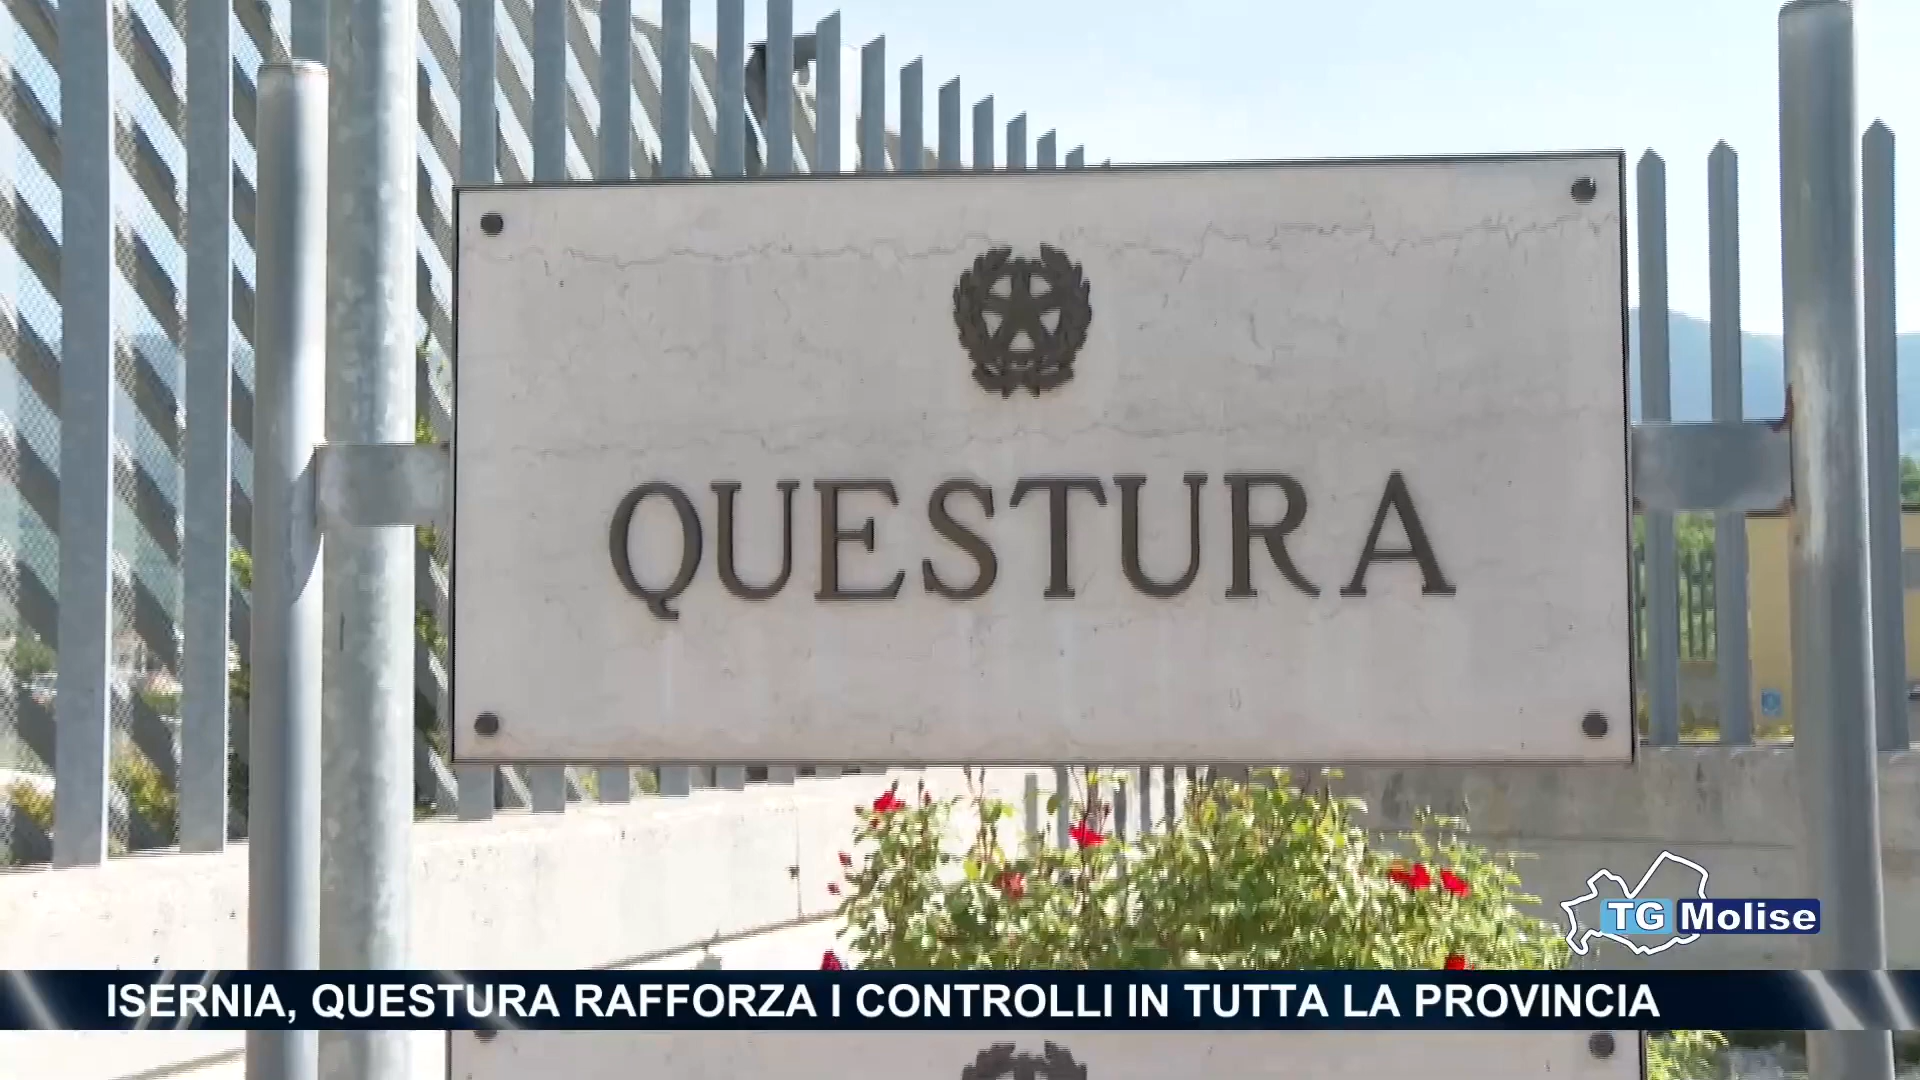 QUESTURA
TG Molise
ISERNIA, QUESTURA RAFFORZA I CONTROLLI IN TUTTA LA PROVINCIA